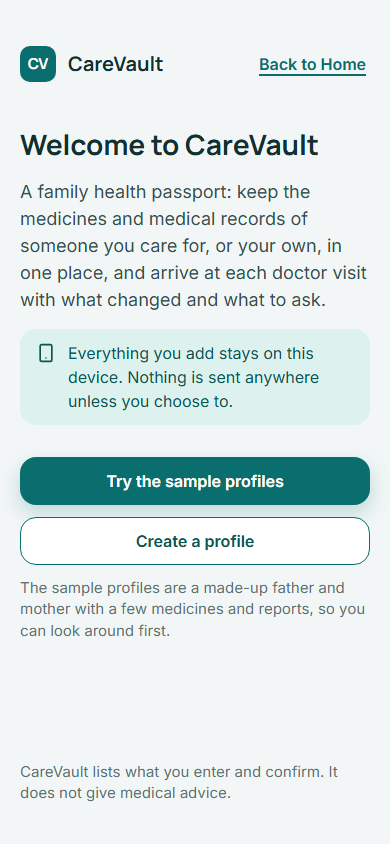 CV CareVault Back to Home
Welcome to CareVault
A family health passport: keep the
medicines and medical records of
someone you care for, or your own, in
one place, and arrive at each doctor visit
with what changed and what to ask.
Everything you add stays on this
device. Nothing is sent anywhere
unless you choose to.
Try the sample profiles
Create a profile
The sample profiles are a made-up father and
mother with a few medicines and reports, so you
can look around first.
CareVault lists what you enter and confirm. It
does not give medical advice.